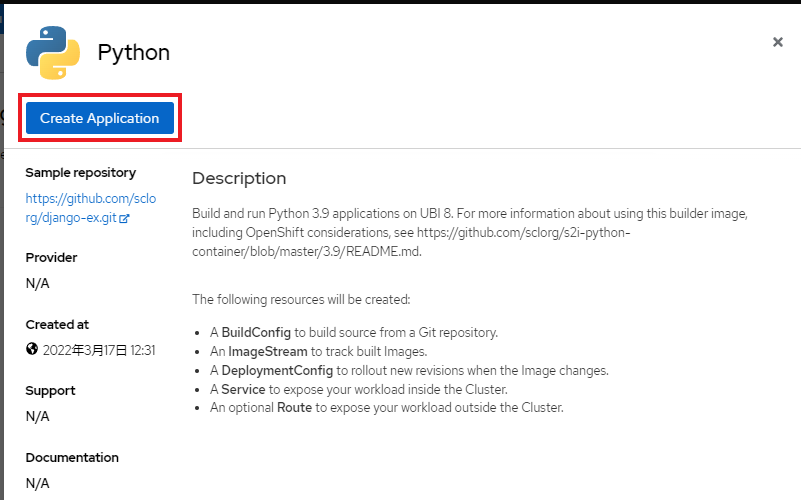 Python
Create Application
Sample repository
https://github.com/sclo
rg/django-ex.git
Provider
N/A
Created at
2022年3月17日 12:31
Support
N/A
Documentation
N/A
Description
Build and run Python 3.9 applications on UBI 8. For more information about using this builder image,
including OpenShift considerations, see https://github.com/sclorg/s2i-python-
container/blob/master/3.9/README.md.
The following resources will be created:
• A BuildConfig to build source from a Git repository.
• An ImageStream to track built Images.
• A DeploymentConfig to rollout new revisions when the Image changes.
• A Service to expose your workload inside the Cluster.
• An optional Route to expose your workload outside the Cluster.